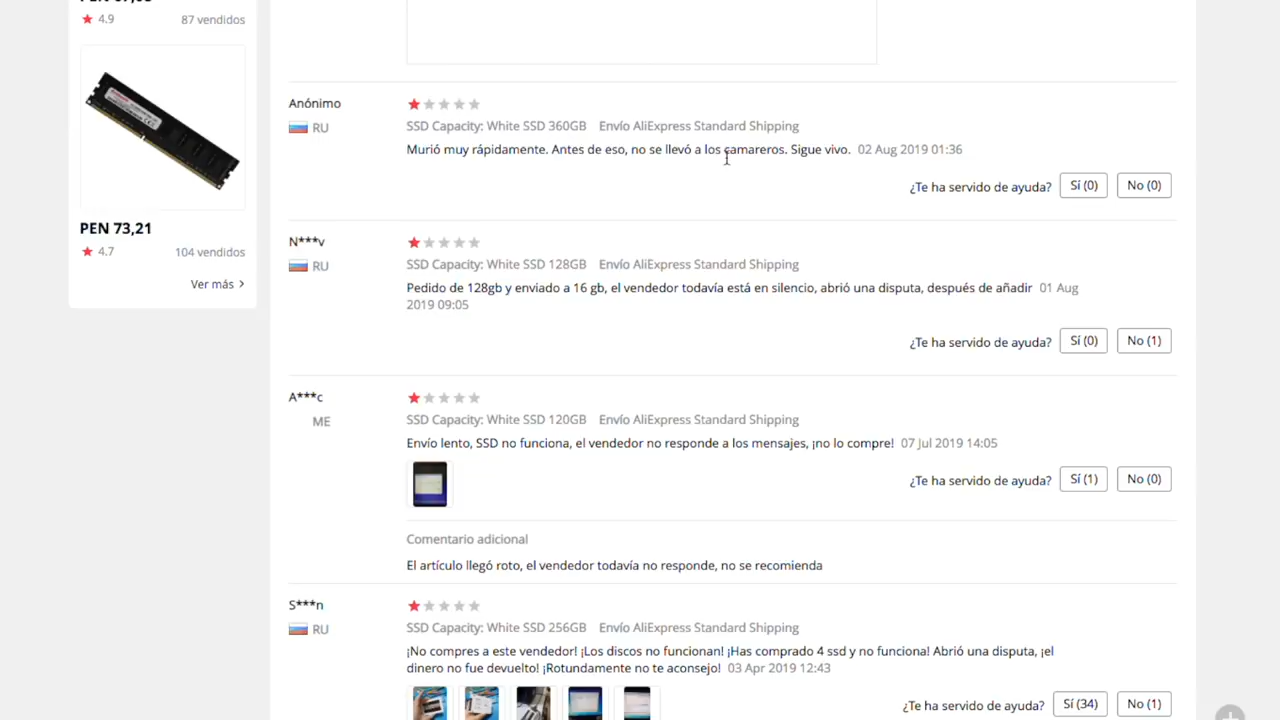 4.9 87 vendidos
PEN 73,21
4.7 104 vendidos
Ver más >
Anónimo
RU
SSD Capacity: White SSD 360GB Envío AliExpress Standard Shipping
Murió muy rápidamente. Antes de eso, no se llevó a los camareros. Sigue vivo. 02 Aug 2019 01:36
¿Te ha servido de ayuda? Sí (0) No (0)
N***v
RU
SSD Capacity: White SSD 128GB Envío AliExpress Standard Shipping
Pedido de 128gb y enviado a 16 gb, el vendedor todavía está en silencio, abrió una disputa, después de añadir 01 Aug
2019 09:05
¿Te ha servido de ayuda? Sí (0) No (1)
A***c
ME
SSD Capacity: White SSD 120GB Envío AliExpress Standard Shipping
Envío lento, SSD no funciona, el vendedor no responde a los mensajes, ¡no lo compre! 07 Jul 2019 14:05
¿Te ha servido de ayuda? Sí (1) No (0)
Comentario adicional
El artículo llegó roto, el vendedor todavía no responde, no se recomienda
S***n
RU
SSD Capacity: White SSD 256GB Envío AliExpress Standard Shipping
¡No compres a este vendedor! ¡Los discos no funcionan! ¡Has comprado 4 ssd y no funciona! Abrió una disputa, ¡el
dinero no fue devuelto! ¡Rotundamente no te aconsejo! 03 Apr 2019 12:43
¿Te ha servido de ayuda? Sí (34) No (1)